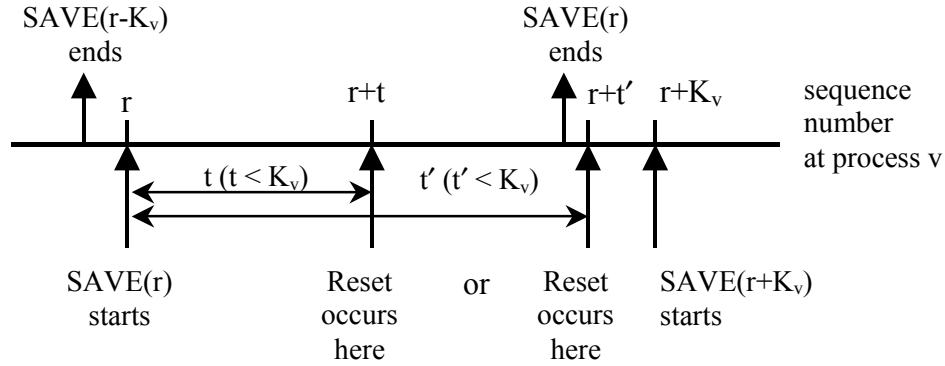 SAVE(r-Kᵥ)
ends
SAVE(r)
ends
r
r+t
r+t′
r+Kᵥ
sequence
number
at process v
t (t < Kᵥ)
t′ (t′ < Kᵥ)
SAVE(r)
starts
Reset
occurs
here
or
Reset
occurs
here
SAVE(r+Kᵥ)
starts